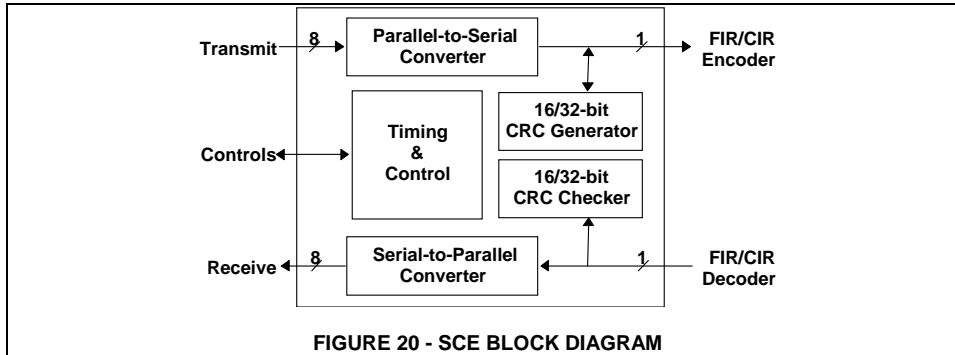 Transmit
8
Parallel-to-Serial
Converter
1
FIR/CIR
Encoder
16/32-bit
CRC Generator
Timing
&
Control
Controls
16/32-bit
CRC Checker
Receive
8
Serial-to-Parallel
Converter
1
FIR/CIR
Decoder
FIGURE 20 - SCE BLOCK DIAGRAM